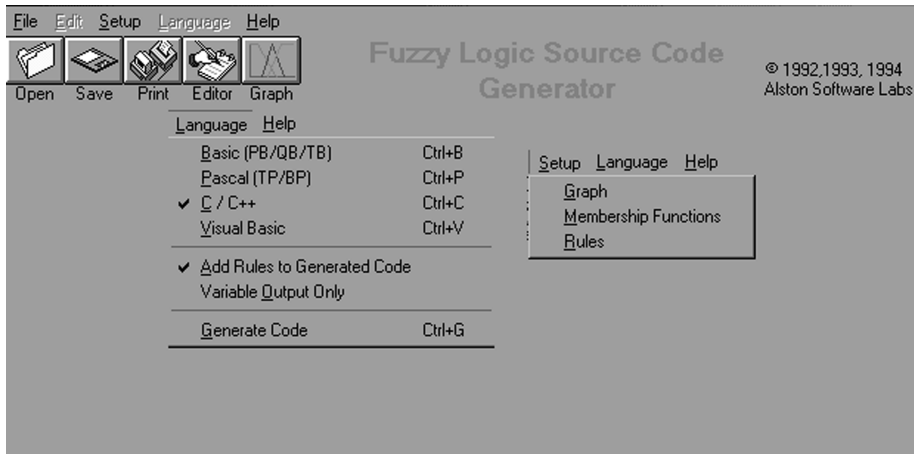 File Edit Setup Language Help
Open Save Print Editor Graph
Fuzzy Logic Source Code
Generator
© 1992,1993, 1994
Alston Software Labs
Language Help
Basic (PB/QB/TB) Ctrl+B
Pascal (TP/BP) Ctrl+P
✔ C / C++ Ctrl+C
Visual Basic Ctrl+V
✔ Add Rules to Generated Code
Variable Output Only
Generate Code Ctrl+G
Setup Language Help
Graph
Membership Functions
Rules